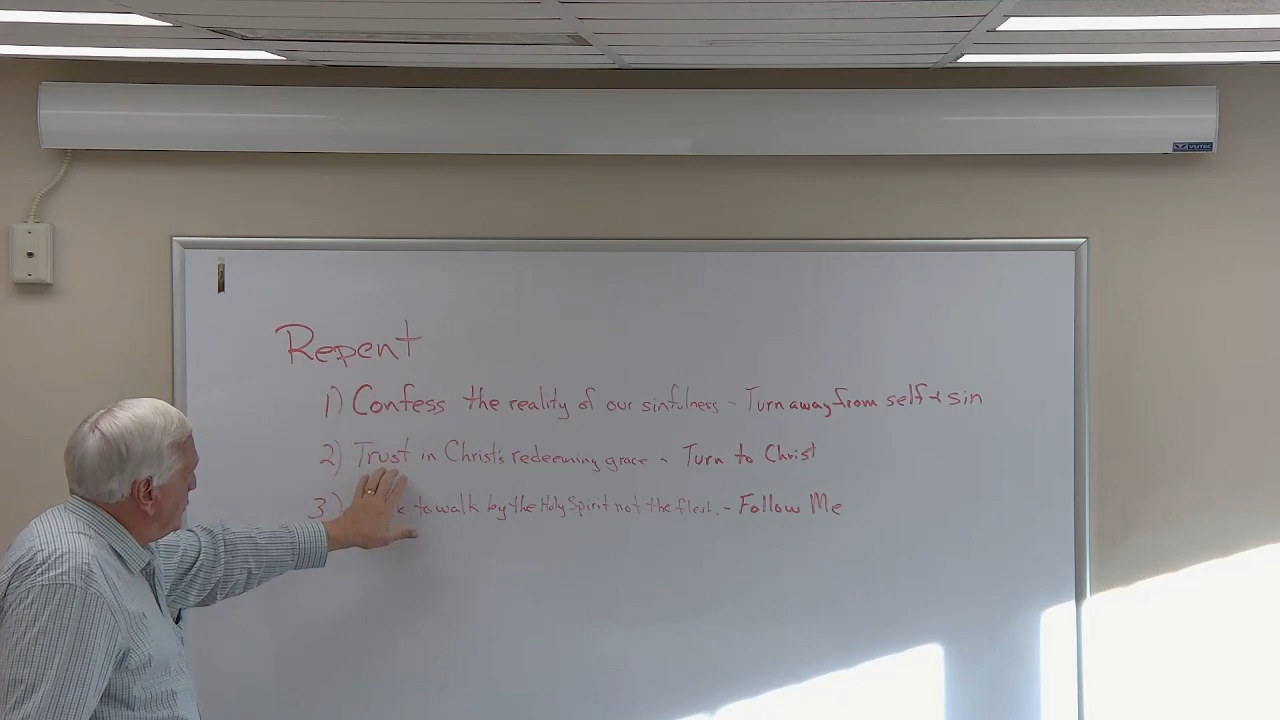 VUTEC
Repent
1) Confess the reality of our sinfulness - Turn away from self & sin
2) Trust in Christ's redeeming grace - Turn to Christ
3) to walk by the Holy Spirit not the flesh. - Follow Me